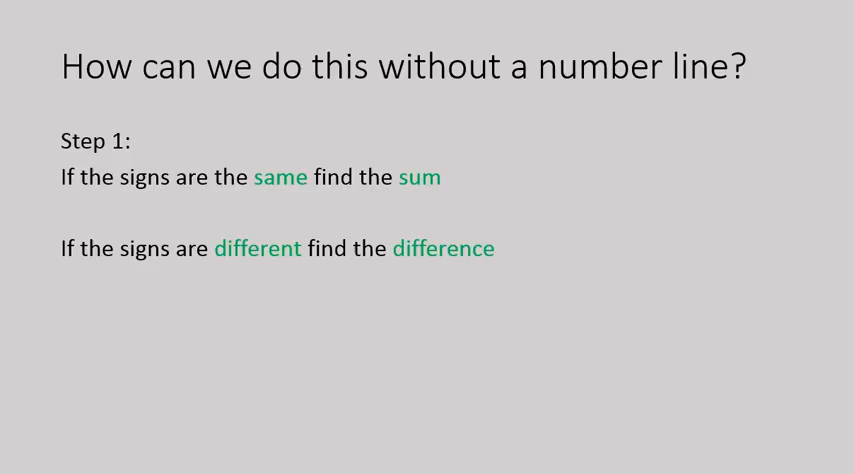 How can we do this without a number line?
Step 1:
If the signs are the same find the sum
If the signs are different find the difference